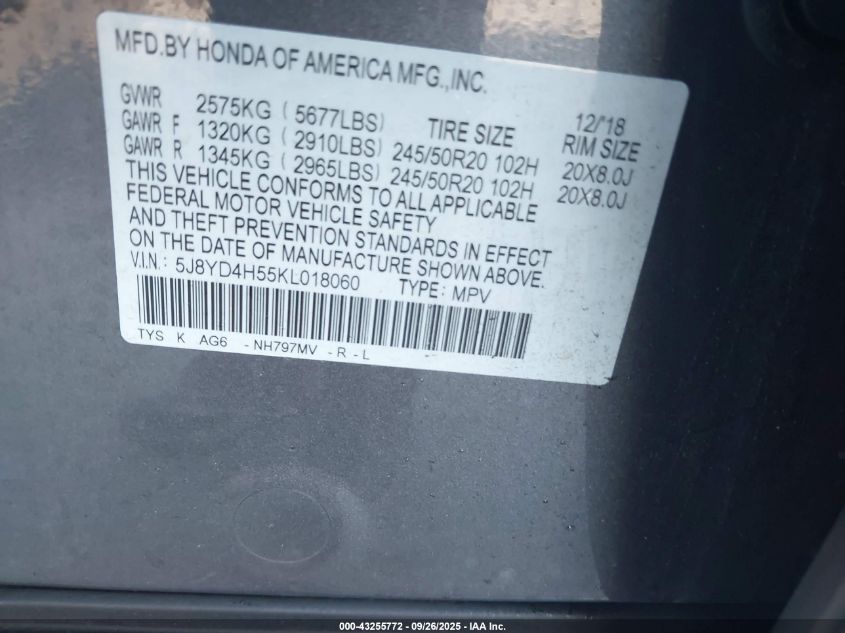 MFD.BY HONDA OF AMERICA MFG.,INC.
12/'18
GVWR 2575KG ( 5677LBS) TIRE SIZE RIM SIZE
GAWR F 1320KG ( 2910LBS) 245/50R20 102H 20X8.0J
GAWR R 1345KG ( 2965LBS) 245/50R20 102H 20X8.0J
THIS VEHICLE CONFORMS TO ALL APPLICABLE
FEDERAL MOTOR VEHICLE SAFETY
AND THEFT PREVENTION STANDARDS IN EFFECT
ON THE DATE OF MANUFACTURE SHOWN ABOVE.
V.I.N.: 5J8YD4H55KL018060 TYPE: MPV
TYS K AG6 -NH797MV -R -L
000-43255772 - 09/26/2025 - IAA Inc.